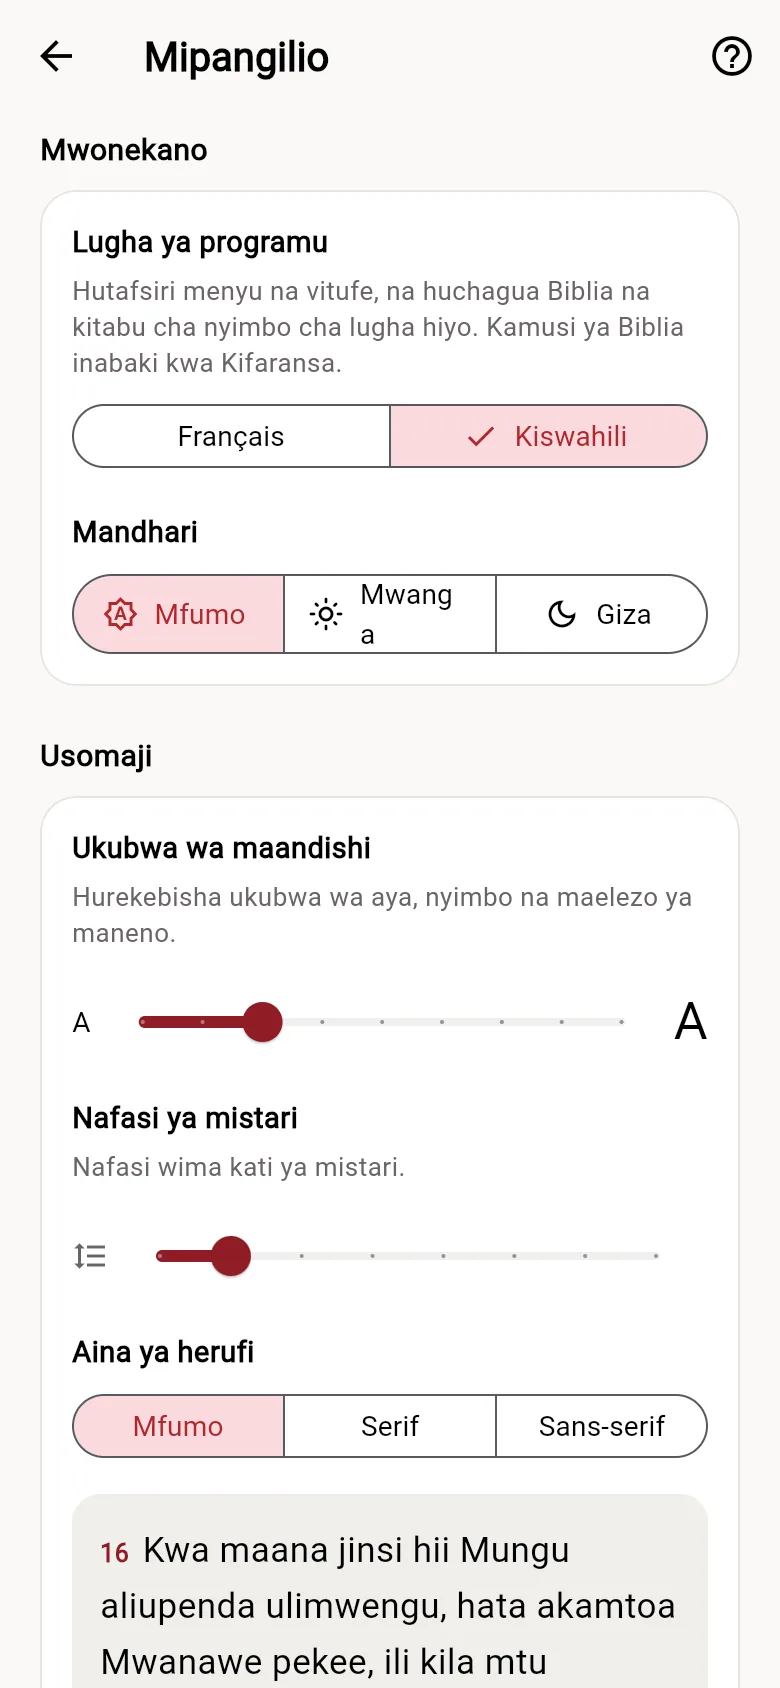 Mipangilio
Mwonekano
Lugha ya programu
Hutafsiri menyu na vitufe, na huchagua Biblia na
kitabu cha nyimbo cha lugha hiyo. Kamusi ya Biblia
inabaki kwa Kifaransa.
Français
Kiswahili
Mandhari
A Mfumo
Mwang
a
Giza
Usomaji
Ukubwa wa maandishi
Hurekebisha ukubwa wa aya, nyimbo na maelezo ya
maneno.
A
A
Nafasi ya mistari
Nafasi wima kati ya mistari.
Aina ya herufi
Mfumo
Serif
Sans-serif
16 Kwa maana jinsi hii Mungu
aliupenda ulimwengu, hata akamtoa
Mwanawe pekee, ili kila mtu